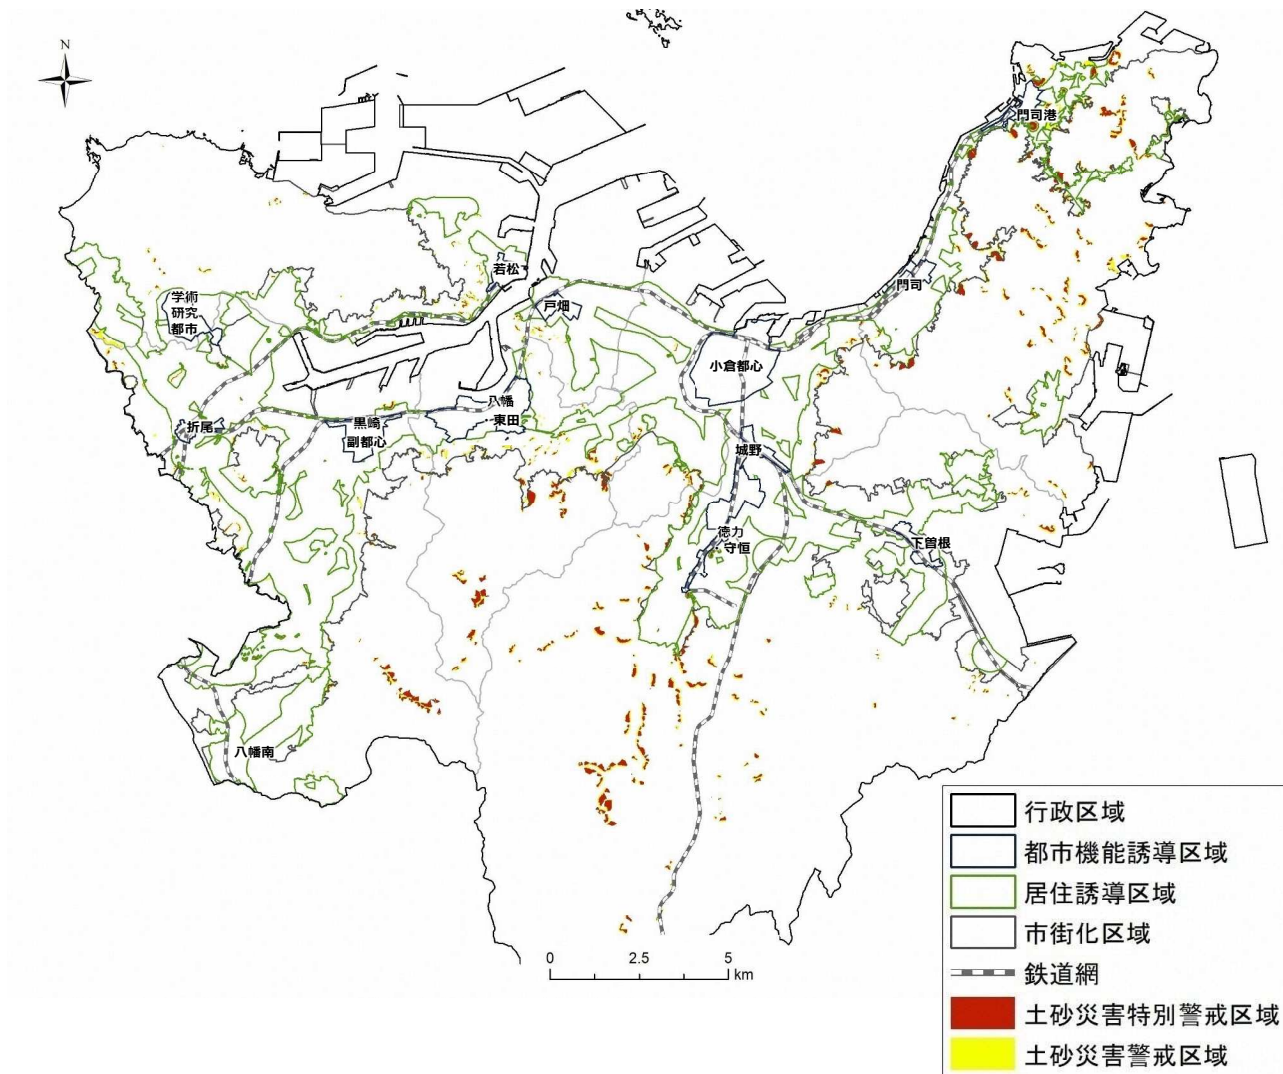 N
門司港
門司
若松
学術
研究
都市
戸畑
小倉都心
八幡
東田
折尾
黒崎
副都心
城野
徳力
守恒
下曽根
八幡南
0 2.5 5
km
行政区域
都市機能誘導区域
居住誘導区域
市街化区域
鉄道網
土砂災害特別警戒区域
土砂災害警戒区域